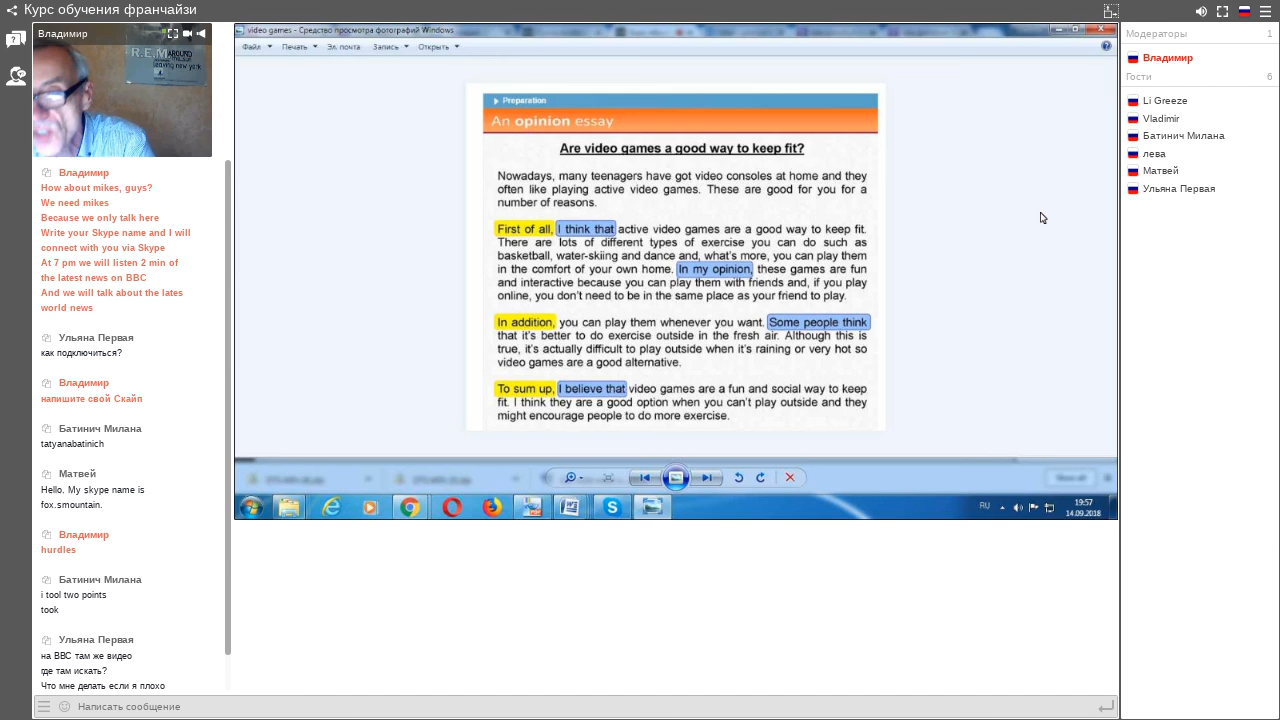 Курс обучения франчайзи
Владимир
R.E.M
AROUND
leaving new york
Владимир
How about mikes, guys?
We need mikes
Because we only talk here
Write your Skype name and I will
connect with you via Skype
At 7 pm we will listen 2 min of
the latest news on BBC
And we will talk about the lates
world news
Ульяна Первая
как подключиться?
Владимир
напишите свой Скайп
Батинич Милана
tatyanabatinich
Матвей
Hello. My skype name is
fox.smountain.
Владимир
hurdles
Батинич Милана
i tool two points
took
Ульяна Первая
на BBC там же видео
где там искать?
Что мне делать если я плохо
Написать сообщение
video games - Средство просмотра фотографий Windows
Файл Печать Эл. почта Запись Открыть
Preparation
An opinion essay
Are video games a good way to keep fit?
Nowadays, many teenagers have got video consoles at home and they
often like playing active video games. These are good for you for a
number of reasons.
First of all, I think that active video games are a good way to keep fit.
There are lots of different types of exercise you can do such as
basketball, water-skiing and dance and, what's more, you can play them
in the comfort of your own home. In my opinion, these games are fun
and interactive because you can play them with friends and, if you play
online, you don't need to be in the same place as your friend to play.
In addition, you can play them whenever you want. Some people think
that it's better to do exercise outside in the fresh air. Although this is
true, it's actually difficult to play outside when it's raining or very hot so
video games are a good alternative.
To sum up, I believe that video games are a fun and social way to keep
fit. I think they are a good option when you can't play outside and they
might encourage people to do more exercise.
RU
19:57
14.09.2018
Модераторы 1
Владимир
Гости 6
Li Greeze
Vladimir
Батинич Милана
лева
Матвей
Ульяна Первая